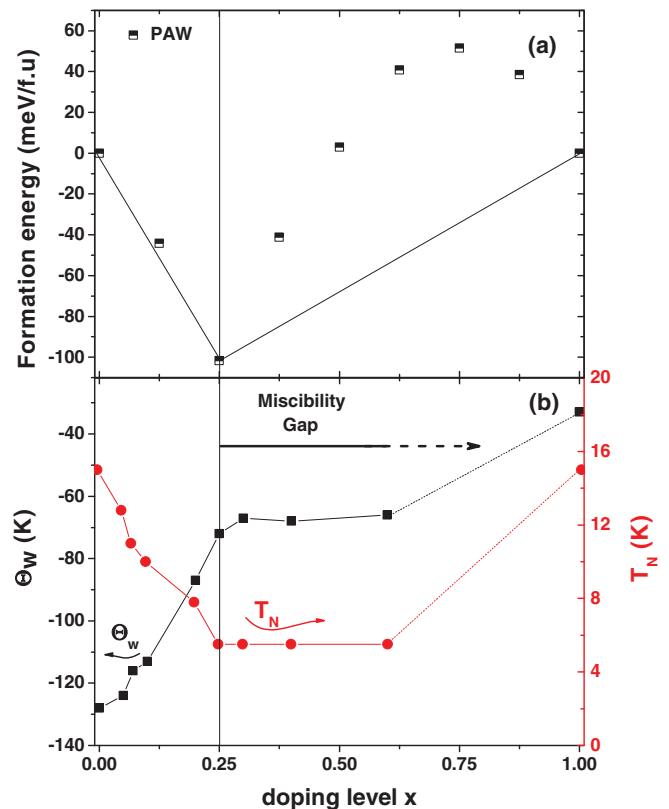 PAW
(a)
60
40
20
0
-20
-40
-60
-80
-100
Formation energy (meV/f.u)
Miscibility
Gap
(b)
-40
-60
-80
-100
-120
-140
Θw (K)
Θw
TN
20
16
12
8
4
0
TN (K)
0.00 0.25 0.50 0.75 1.00
doping level x